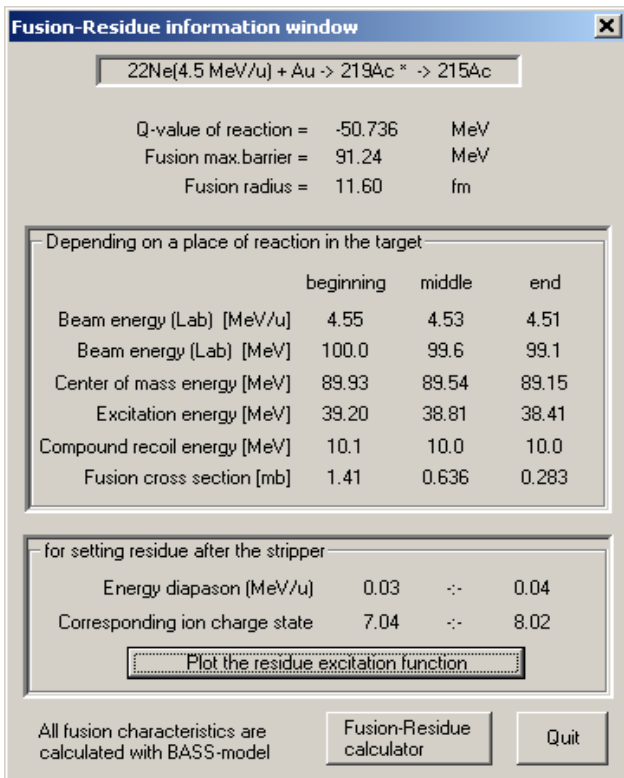 Fusion-Residue information window
22Ne(4.5 MeV/u) + Au -> 219Ac * -> 215Ac
Q-value of reaction = -50.736 MeV
Fusion max.barrier = 91.24 MeV
Fusion radius = 11.60 fm
Depending on a place of reaction in the target
beginning middle end
Beam energy (Lab) [MeV/u] 4.55 4.53 4.51
Beam energy (Lab) [MeV] 100.0 99.6 99.1
Center of mass energy [MeV] 89.93 89.54 89.15
Excitation energy [MeV] 39.20 38.81 38.41
Compound recoil energy [MeV] 10.1 10.0 10.0
Fusion cross section [mb] 1.41 0.636 0.283
for setting residue after the stripper
Energy diapason (MeV/u) 0.03 -:- 0.04
Corresponding ion charge state 7.04 -:- 8.02
Plot the residue excitation function
All fusion characteristics are
calculated with BASS-model
Fusion-Residue
calculator
Quit